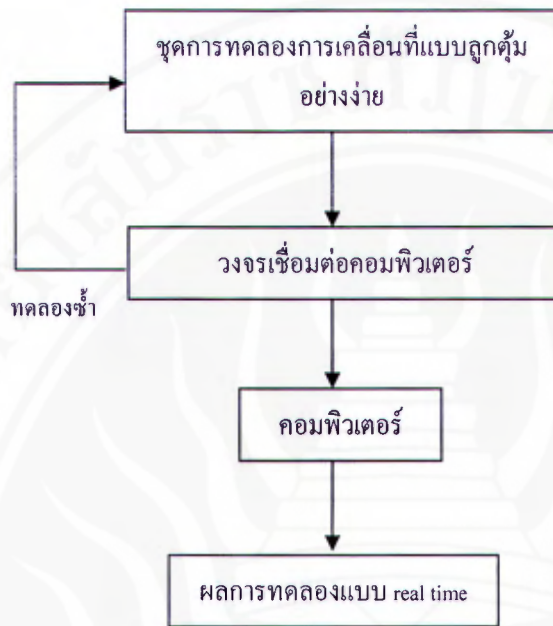 ชุดการทดลองการเคลื่อนที่แบบลูกตุ้ม
อย่างง่าย
วงจรเชื่อมต่อคอมพิวเตอร์
ทดลองซ้ำ
คอมพิวเตอร์
ผลการทดลองแบบ real time